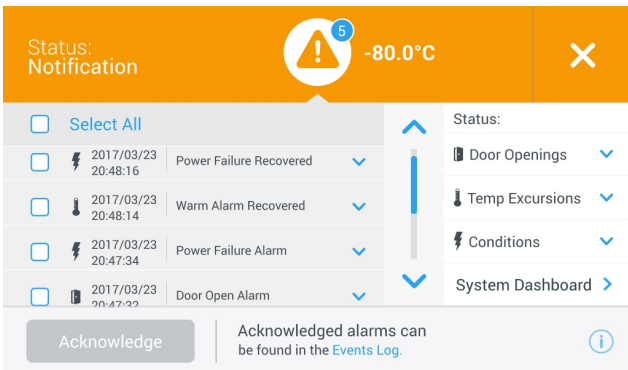 Status:
Notification
5
-80.0°C
Select All
2017/03/23
20:48:16
Power Failure Recovered
2017/03/23
20:48:14
Warm Alarm Recovered
2017/03/23
20:47:34
Power Failure Alarm
2017/03/23
20:47:32
Door Open Alarm
Status:
Door Openings
Temp Excursions
Conditions
System Dashboard
Acknowledge
Acknowledged alarms can
be found in the Events Log.